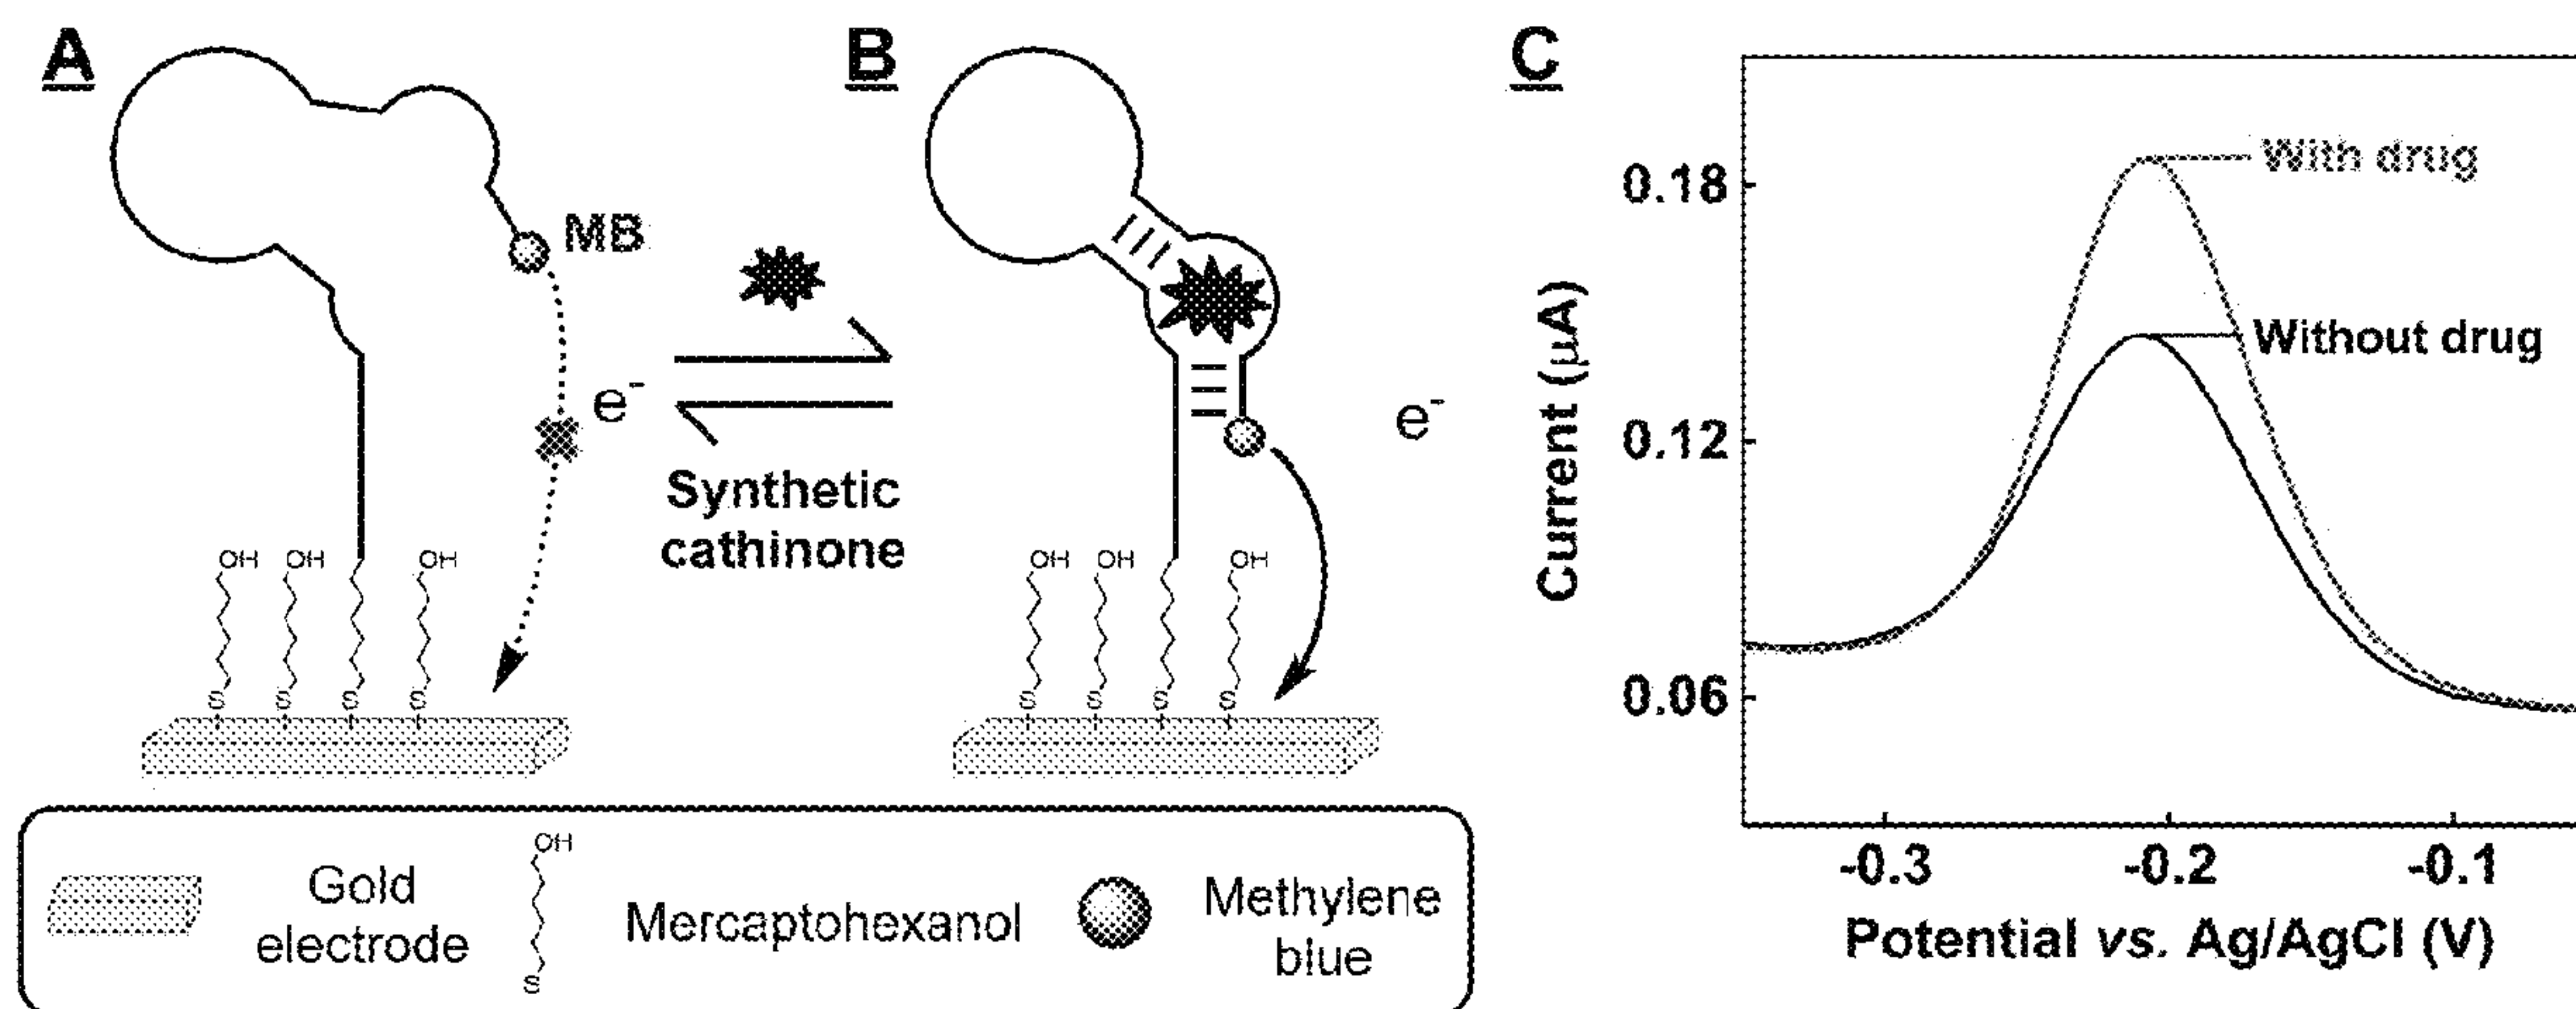 A
MB
e⁻
OH OH OH
S S S S
Synthetic
cathinone
B
e⁻
OH OH OH
S S S S
Gold
electrode
OH
S
Mercaptohexanol
Methylene
blue
C
With drug
Without drug
Current (µA)
0.18
0.12
0.06
-0.3 -0.2 -0.1
Potential vs. Ag/AgCl (V)